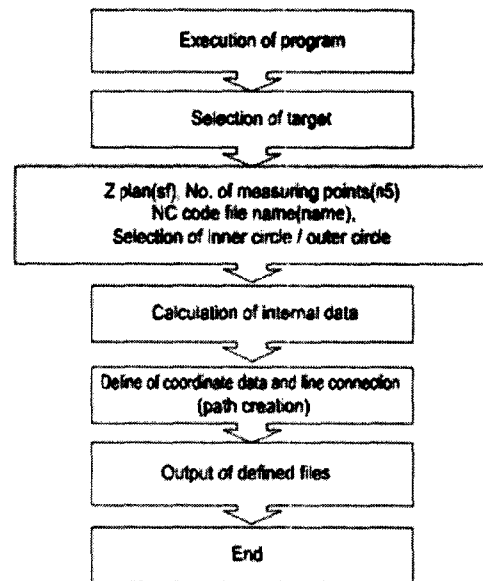 Execution of program
Selection of target
Z plan(sf), No. of measuring points(n5)
NC code file name(name),
Selection of inner circle / outer circle
Calculation of internal data
Define of coordinate data and line connection
(path creation)
Output of defined files
End